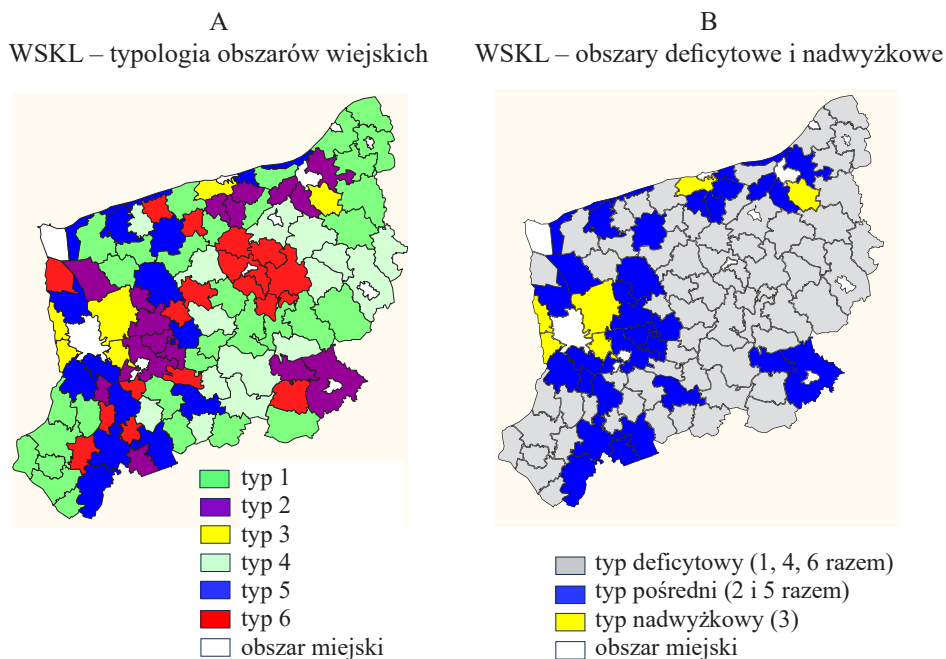 A
WSKL – typologia obszarów wiejskich
typ 1
typ 2
typ 3
typ 4
typ 5
typ 6
obszar miejski
B
WSKL – obszary deficytowe i nadwyżkowe
typ deficytowy (1, 4, 6 razem)
typ pośredni (2 i 5 razem)
typ nadwyżkowy (3)
obszar miejski